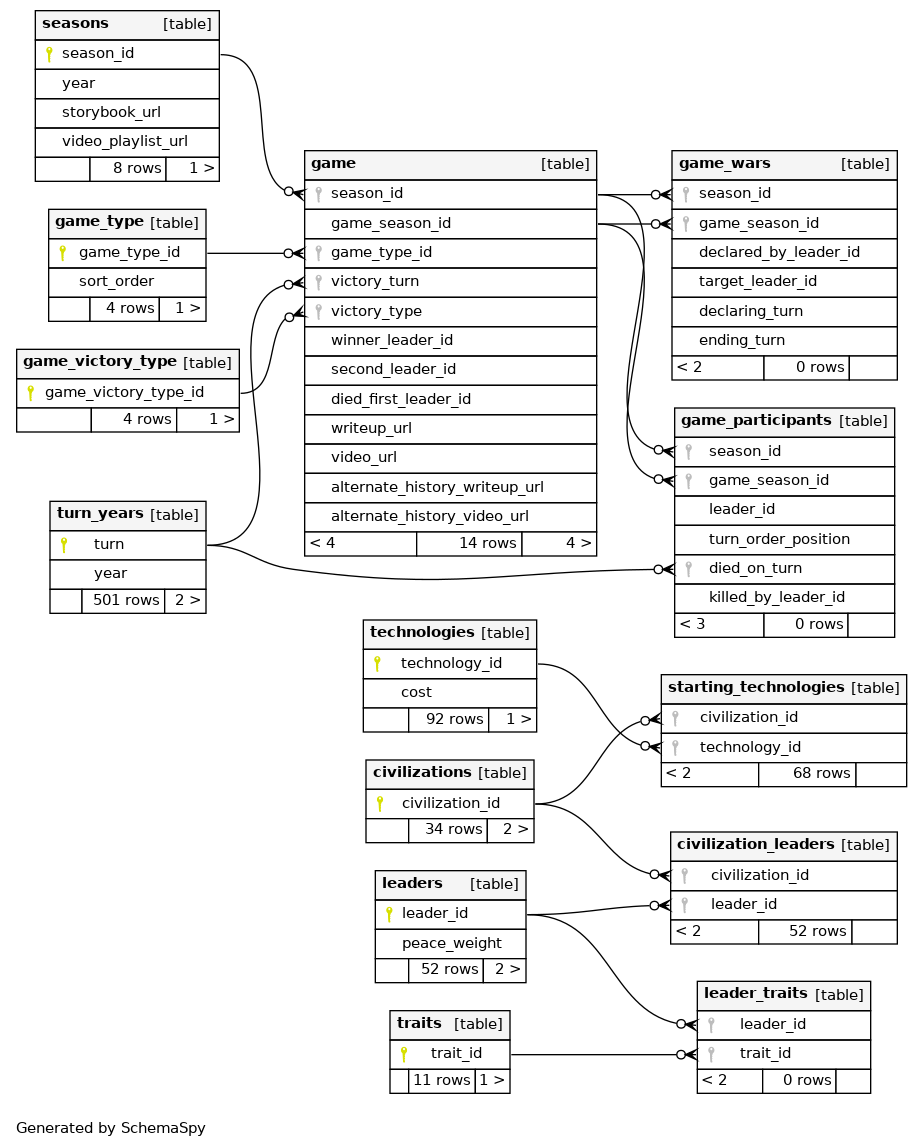 seasons [table]
season_id
year
storybook_url
video_playlist_url
8 rows 1 >
game_type [table]
game_type_id
sort_order
4 rows 1 >
game_victory_type [table]
game_victory_type_id
4 rows 1 >
turn_years [table]
turn
year
501 rows 2 >
game [table]
season_id
game_season_id
game_type_id
victory_turn
victory_type
winner_leader_id
second_leader_id
died_first_leader_id
writeup_url
video_url
alternate_history_writeup_url
alternate_history_video_url
< 4 14 rows 4 >
game_wars [table]
season_id
game_season_id
declared_by_leader_id
target_leader_id
declaring_turn
ending_turn
< 2 0 rows
game_participants [table]
season_id
game_season_id
leader_id
turn_order_position
died_on_turn
killed_by_leader_id
< 3 0 rows
technologies [table]
technology_id
cost
92 rows 1 >
civilizations [table]
civilization_id
34 rows 2 >
leaders [table]
leader_id
peace_weight
52 rows 2 >
traits [table]
trait_id
11 rows 1 >
starting_technologies [table]
civilization_id
technology_id
< 2 68 rows
civilization_leaders [table]
civilization_id
leader_id
< 2 52 rows
leader_traits [table]
leader_id
trait_id
< 2 0 rows
Generated by SchemaSpy